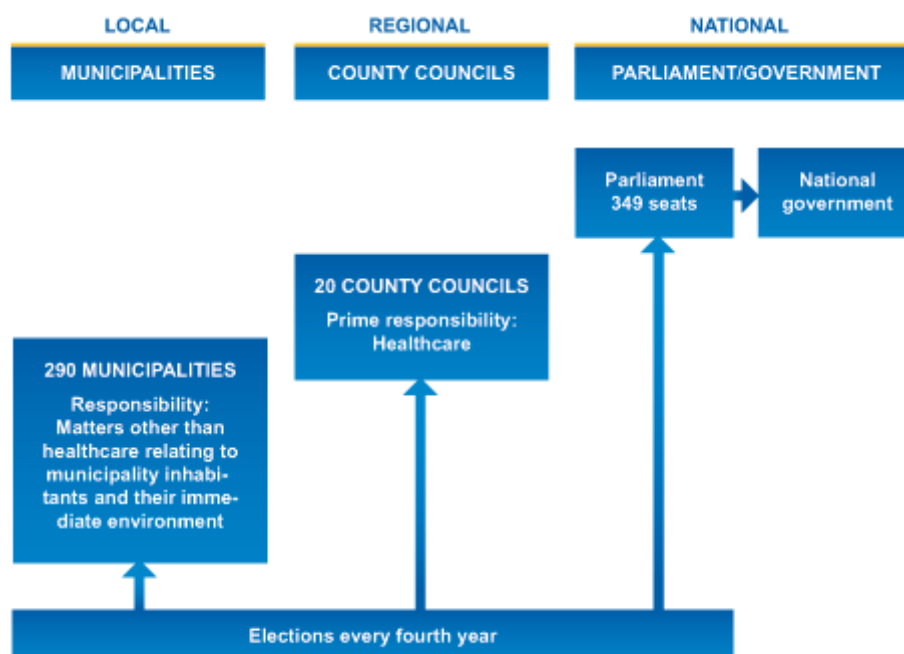 LOCAL
REGIONAL
NATIONAL
MUNICIPALITIES
COUNTY COUNCILS
PARLIAMENT/GOVERNMENT
Parliament
349 seats
National
government
20 COUNTY COUNCILS
Prime responsibility:
Healthcare
290 MUNICIPALITIES
Responsibility:
Matters other than
healthcare relating to
municipality inhabi-
tants and their imme-
diate environment
Elections every fourth year